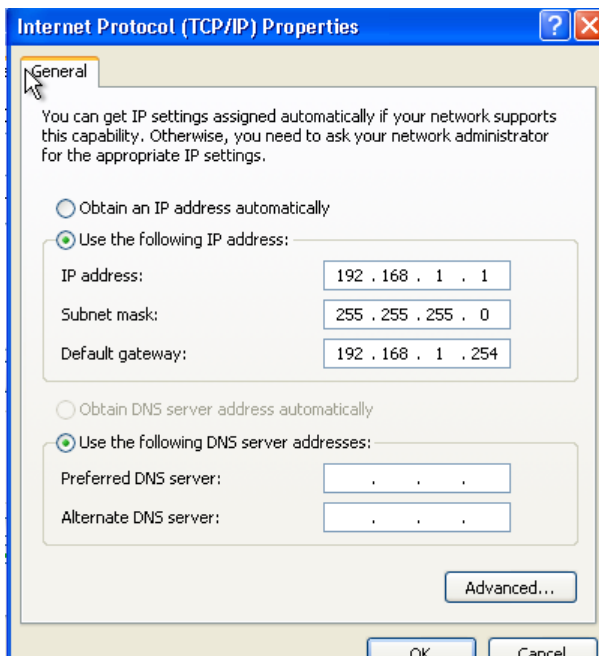 Internet Protocol (TCP/IP) Properties
General
You can get IP settings assigned automatically if your network supports
this capability. Otherwise, you need to ask your network administrator
for the appropriate IP settings.
Obtain an IP address automatically
Use the following IP address:
IP address: 192 . 168 . 1 . 1
Subnet mask: 255 . 255 . 255 . 0
Default gateway: 192 . 168 . 1 . 254
Obtain DNS server address automatically
Use the following DNS server addresses:
Preferred DNS server: . . .
Alternate DNS server: . . .
Advanced...
OK Cancel